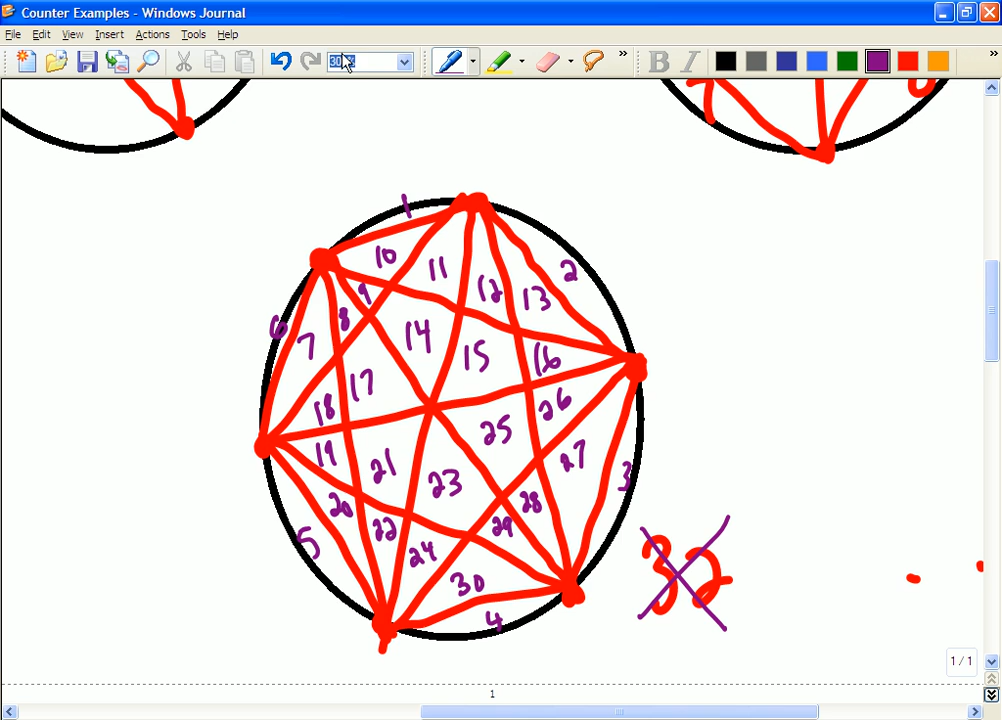 Counter Examples - Windows Journal
File Edit View Insert Actions Tools Help
B I
1
10 11 12 13 2
6 7 8 9 14 15 16
18 17 26
19 21 25 27 3
20 23 28
5 22 24 29 32
30
4
1 / 1
1